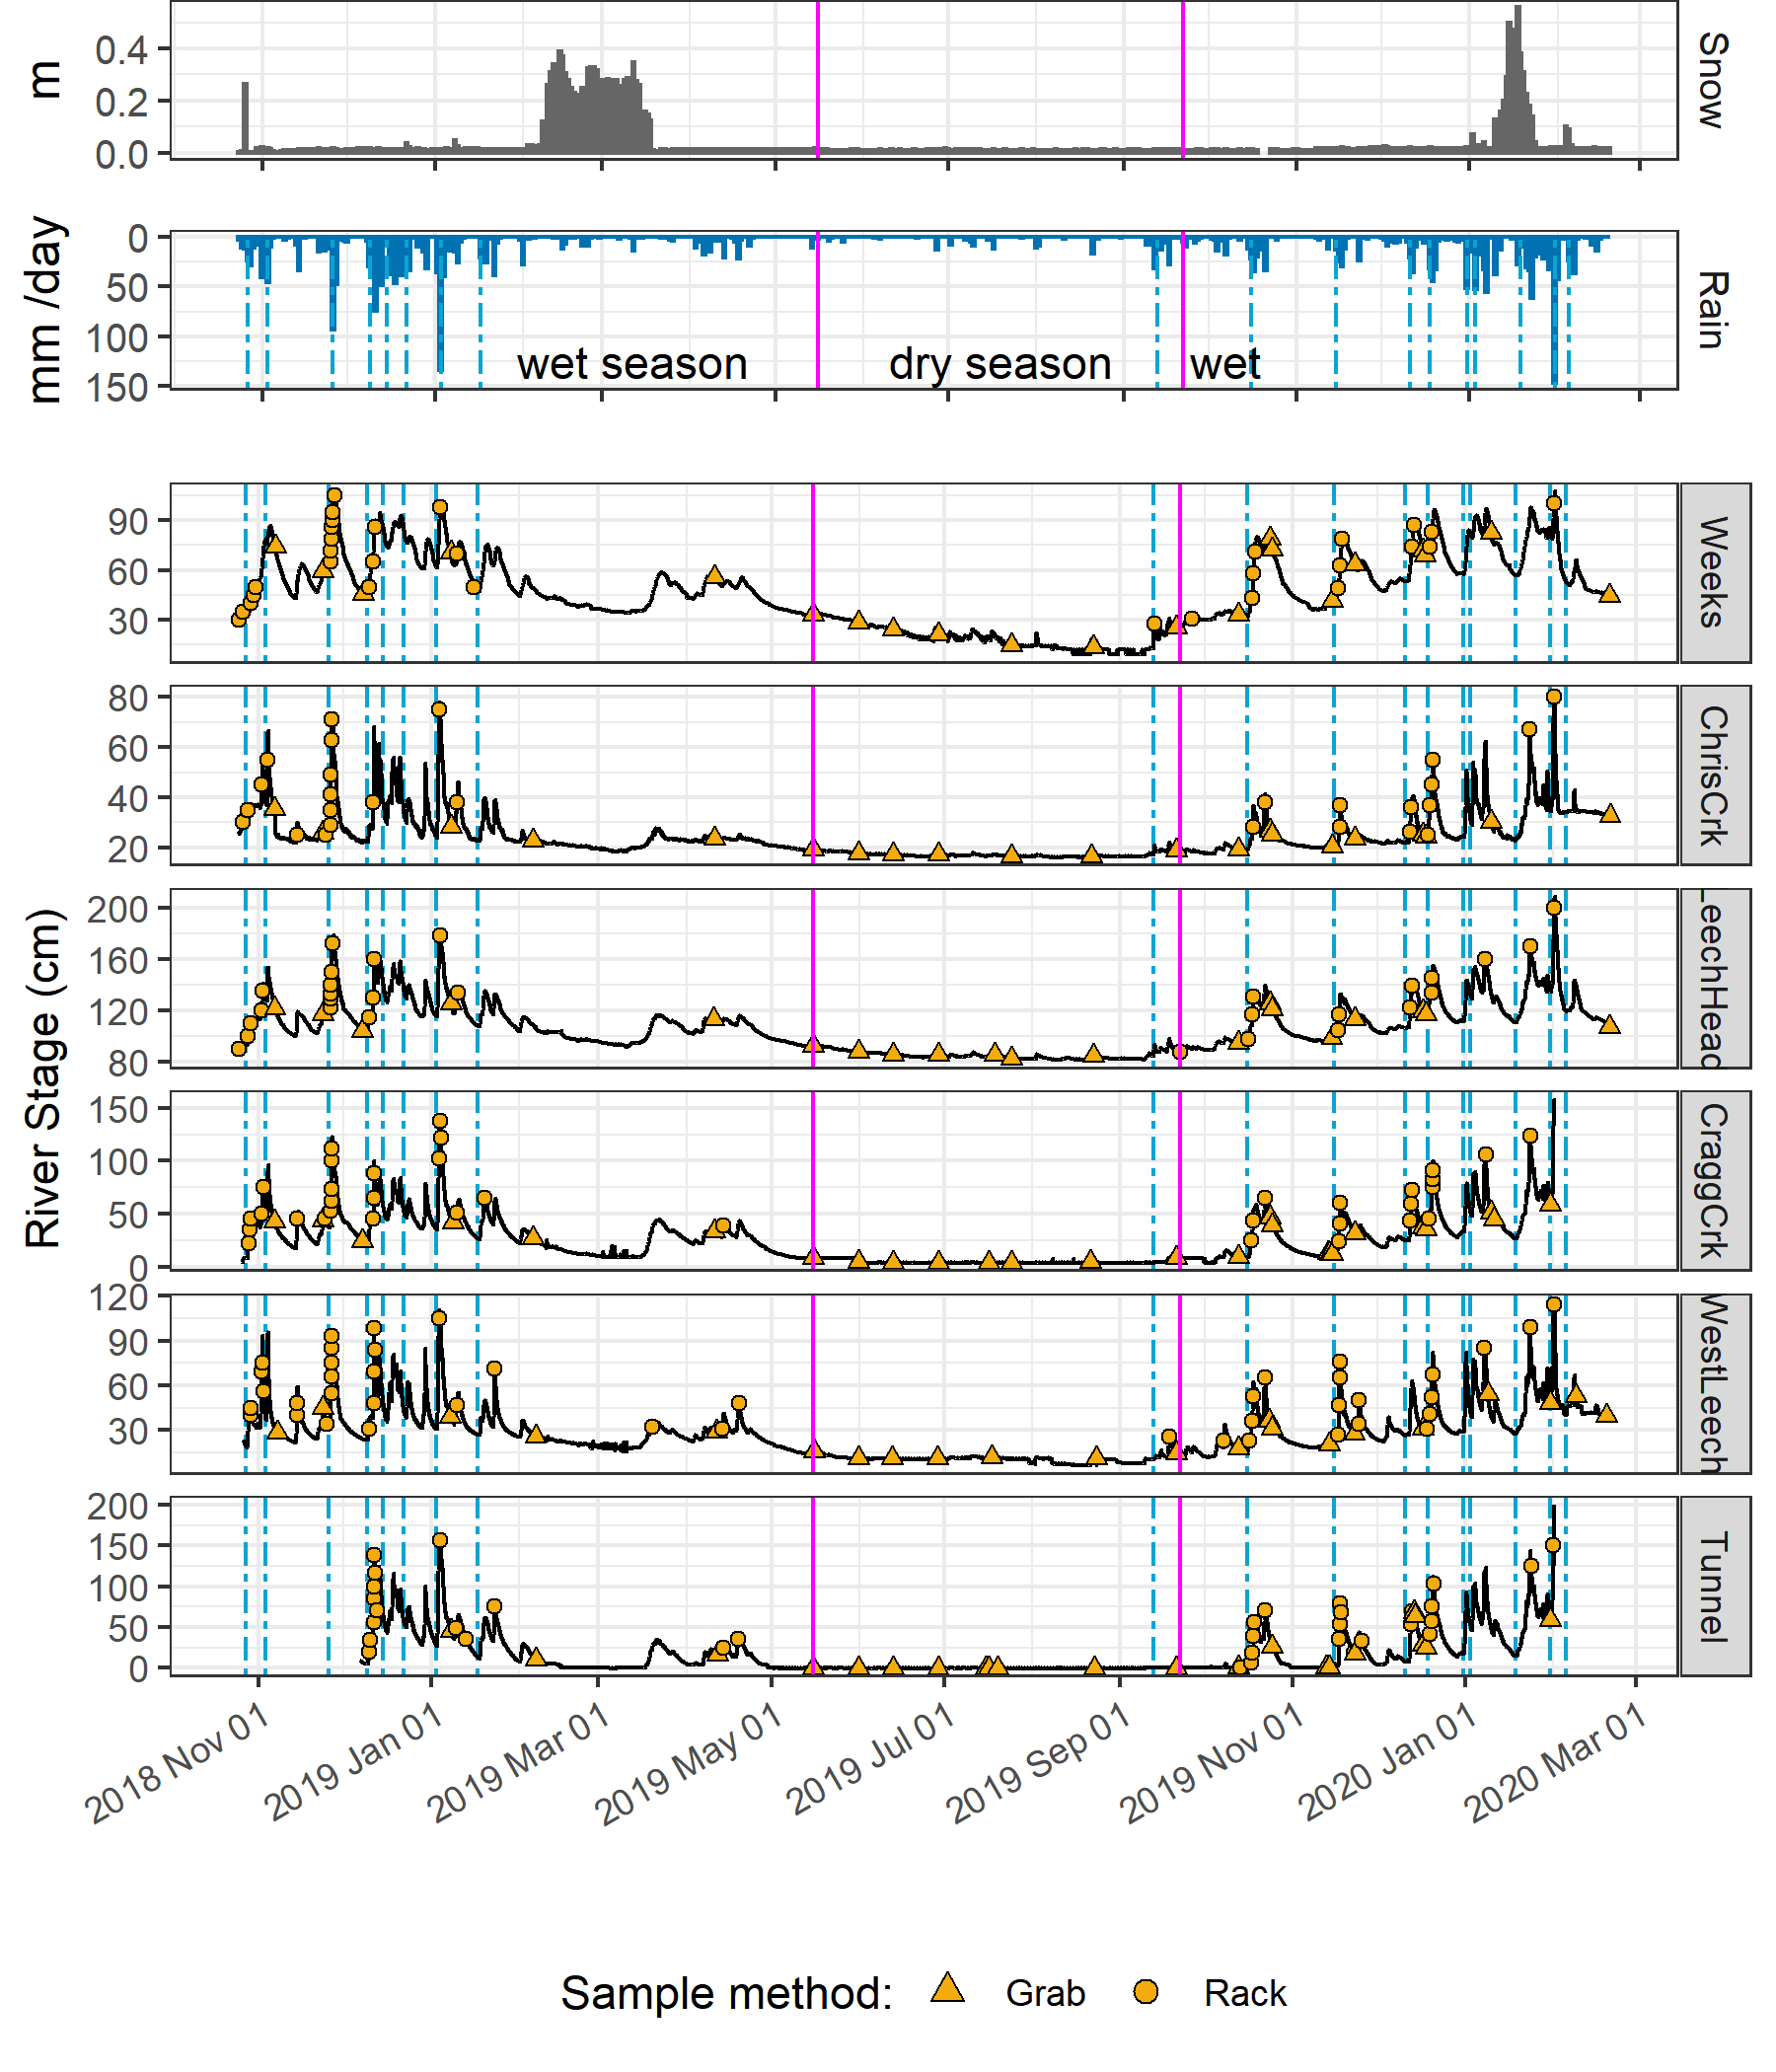 m
0.4
0.2
0.0
Snow
mm /day
0
50
100
150
wet season
dry season
wet
Rain
River Stage (cm)
90
60
30
Weeks
80
60
40
20
ChrisCrk
200
160
120
80
LeechHead
150
100
50
0
CraggCrk
120
90
60
30
WestLeech
200
150
100
50
0
Tunnel
2018 Nov 01
2019 Jan 01
2019 Mar 01
2019 May 01
2019 Jul 01
2019 Sep 01
2019 Nov 01
2020 Jan 01
2020 Mar 01
Sample method: Grab Rack